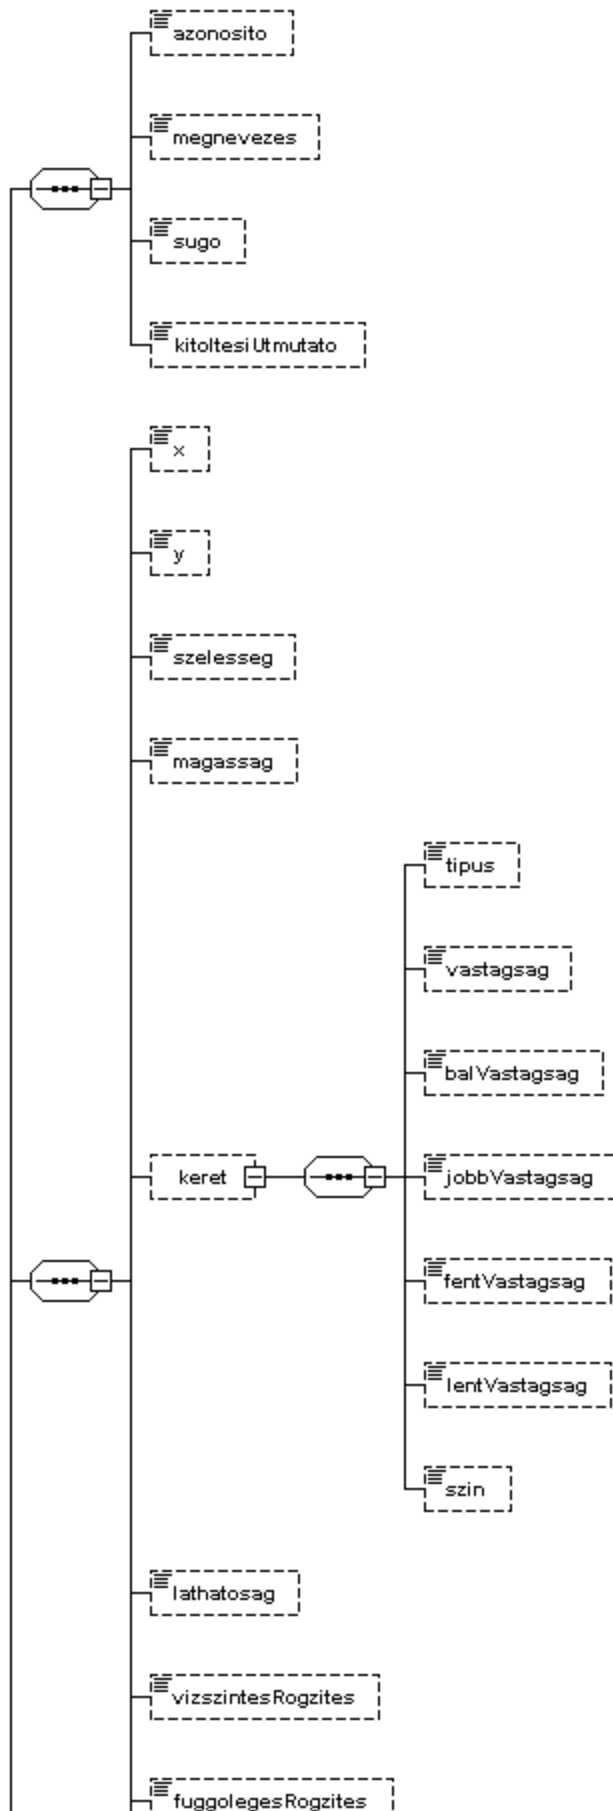 azonosito
megnevezes
sugo
kitoltesiUtmutato
x
y
szelesseg
magassag
tipus
vastagsag
balVastagsag
keret
jobbVastagsag
fentVastagsag
lentVastagsag
szin
lathatosag
vizszintesRogzites
fuggolegesRogzites